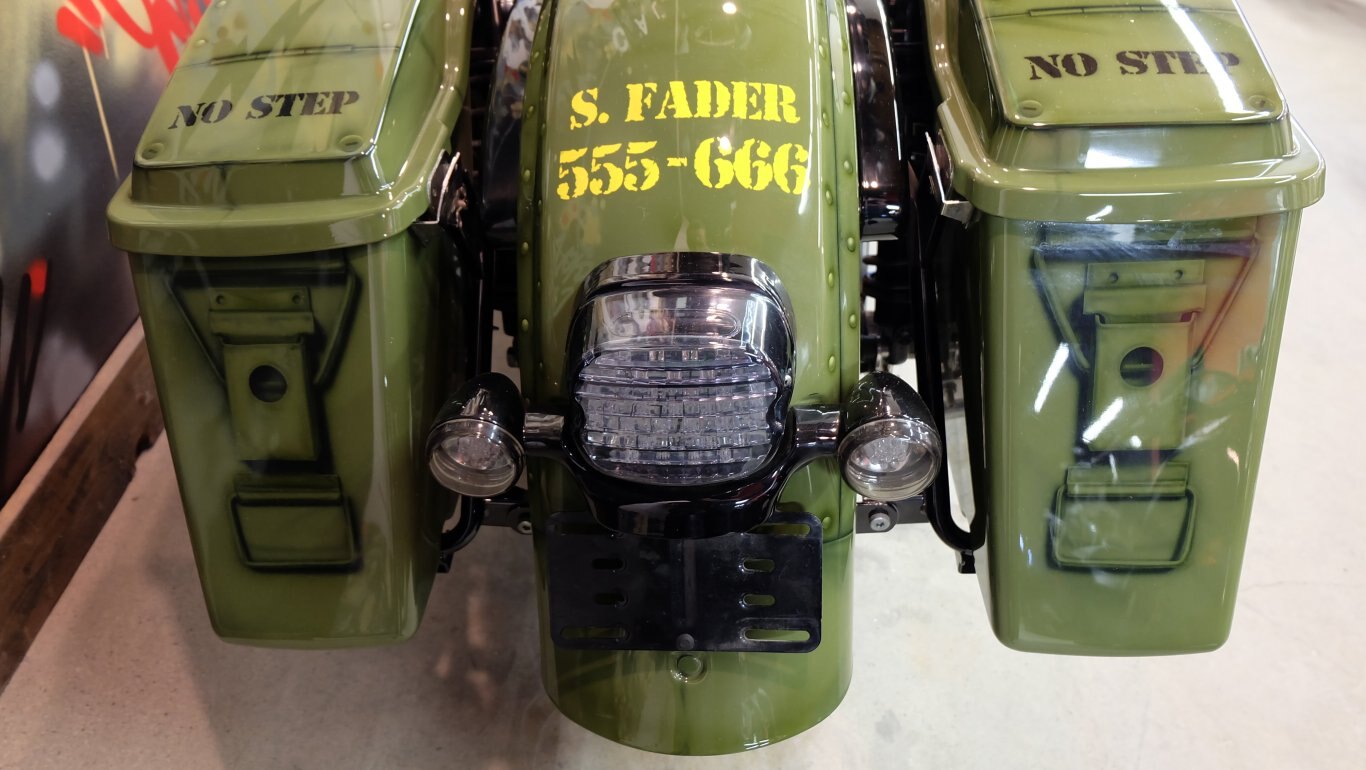 NO STEP
S. FADER
555-666
NO STEP